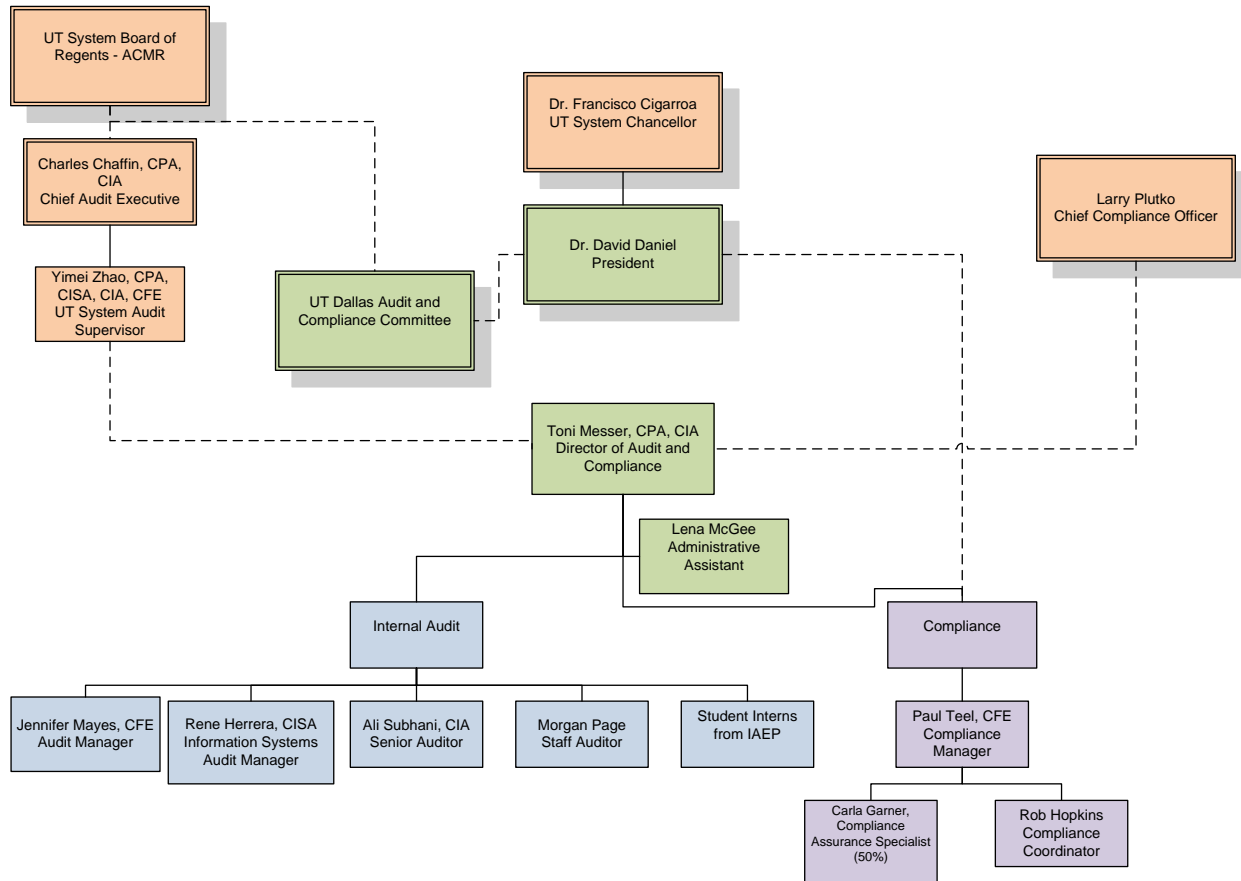 UT System Board of
Regents - ACMR
Dr. Francisco Cigarroa
UT System Chancellor
Charles Chaffin, CPA,
CIA
Chief Audit Executive
Larry Plutko
Chief Compliance Officer
Dr. David Daniel
President
Yimei Zhao, CPA,
CISA, CIA, CFE
UT System Audit
Supervisor
UT Dallas Audit and
Compliance Committee
Toni Messer, CPA, CIA
Director of Audit and
Compliance
Lena McGee
Administrative
Assistant
Internal Audit
Compliance
Jennifer Mayes, CFE
Audit Manager
Rene Herrera, CISA
Information Systems
Audit Manager
Ali Subhani, CIA
Senior Auditor
Morgan Page
Staff Auditor
Student Interns
from IAEP
Paul Teel, CFE
Compliance
Manager
Carla Garner,
Compliance
Assurance Specialist
(50%)
Rob Hopkins
Compliance
Coordinator